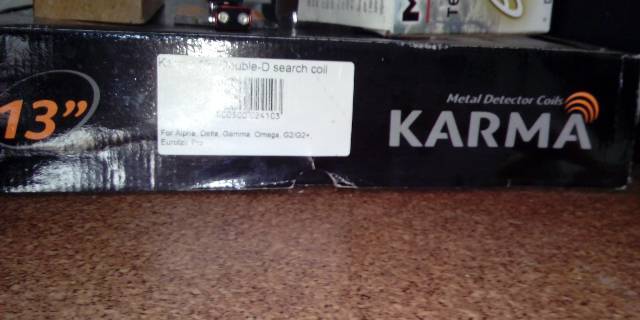 13”
Double-D search coil
For Alpha, Delta, Gamma, Omega, G2/G2+,
Eurotek Pro
Metal Detector Coils
KARMA